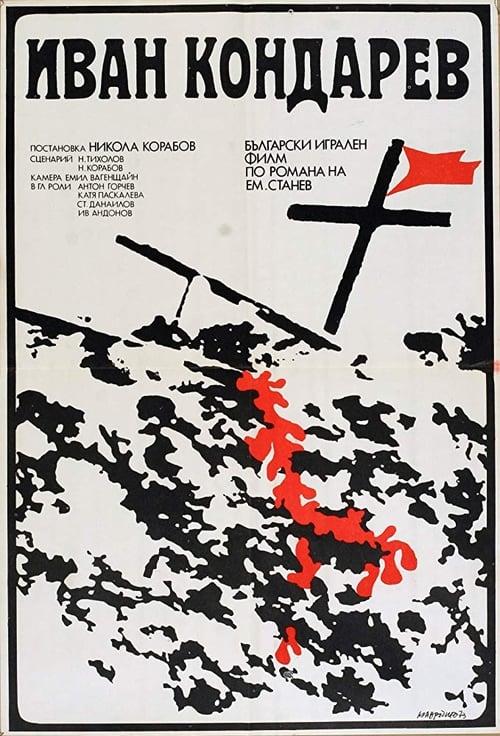 ИВАН КОНДАРЕВ
ПОСТАНОВКА НИКОЛА КОРАБОВ
СЦЕНАРИЙ Н.ТИХОЛОВ
Н.КОРАБОВ
КАМЕРА ЕМИЛ ВАГЕНЩАЙН
В ГЛ РОЛИ АНТОН ГОРЧЕВ
КАТЯ ПАСКАЛЕВА
СТ. ДАНАИЛОВ
ИВ АНДОНОВ
БЪЛГАРСКИ ИГРАЛЕН
ФИЛМ
ПО РОМАНА НА
ЕМ.СТАНЕВ